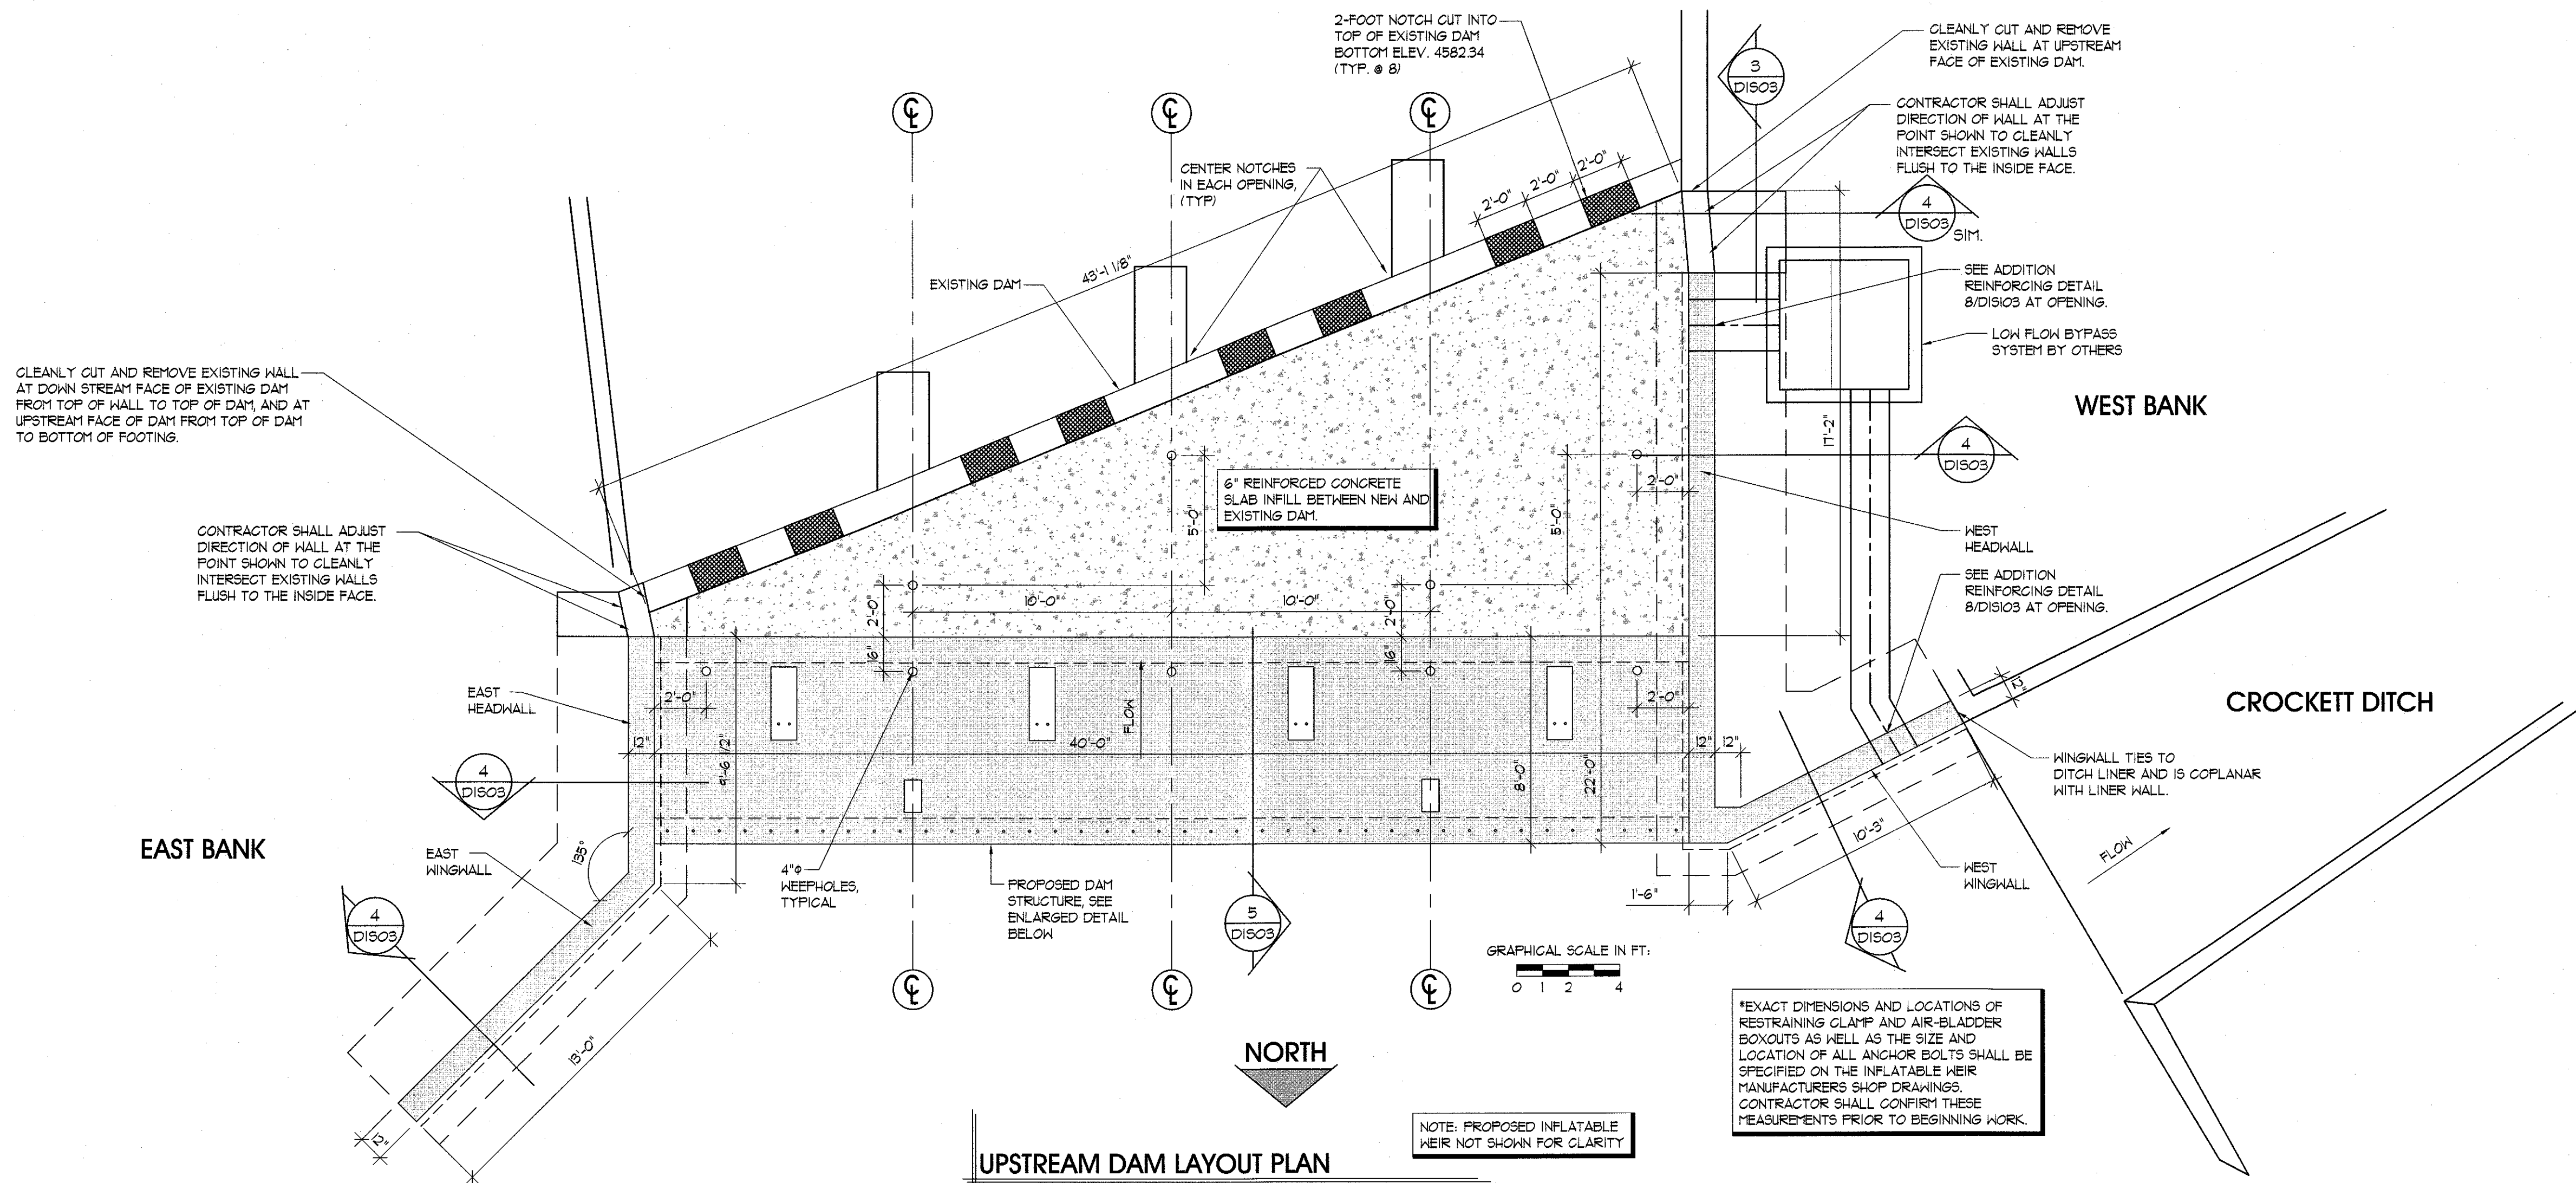 2-FOOT NOTCH CUT INTO
TOP OF EXISTING DAM
BOTTOM ELEV. 4582.34
(TYP. @ 8)
CLEANLY CUT AND REMOVE
EXISTING WALL AT UPSTREAM
FACE OF EXISTING DAM.
3
DIS03
CONTRACTOR SHALL ADJUST
DIRECTION OF WALL AT THE
POINT SHOWN TO CLEANLY
INTERSECT EXISTING WALLS
FLUSH TO THE INSIDE FACE.
℄
℄
℄
CENTER NOTCHES
IN EACH OPENING,
(TYP)
2'-0"
2'-0"
2'-0"
4
DIS03
SIM.
43'-1 1/8"
EXISTING DAM
SEE ADDITION
REINFORCING DETAIL
8/DIS103 AT OPENING.
LOW FLOW BYPASS
SYSTEM BY OTHERS
CLEANLY CUT AND REMOVE EXISTING WALL
AT DOWN STREAM FACE OF EXISTING DAM
FROM TOP OF WALL TO TOP OF DAM, AND AT
UPSTREAM FACE OF DAM FROM TOP OF DAM
TO BOTTOM OF FOOTING.
WEST BANK
17'-2"
4
DIS03
6" REINFORCED CONCRETE
SLAB INFILL BETWEEN NEW AND
EXISTING DAM.
2'-0"
5'-0"
5'-0"
CONTRACTOR SHALL ADJUST
DIRECTION OF WALL AT THE
POINT SHOWN TO CLEANLY
INTERSECT EXISTING WALLS
FLUSH TO THE INSIDE FACE.
WEST
HEADWALL
SEE ADDITION
REINFORCING DETAIL
8/DIS103 AT OPENING.
2'-0"
10'-0"
10'-0"
2'-0"
16"
16"
EAST
HEADWALL
2'-0"
FLOW
2'-0"
12"
CROCKETT DITCH
12"
9'-6 1/2"
40'-0"
8'-0"
22'-0"
12"
12"
WINGWALL TIES TO
DITCH LINER AND IS COPLANAR
WITH LINER WALL.
4
DIS03
EAST BANK
135°
EAST
WINGWALL
10'-3"
FLOW
4"ϕ
WEEPHOLES,
TYPICAL
PROPOSED DAM
STRUCTURE, SEE
ENLARGED DETAIL
BELOW
1'-6"
WEST
WINGWALL
4
DIS03
5
DIS03
4
DIS03
GRAPHICAL SCALE IN FT:
0 1 2 4
℄
℄
℄
13'-0"
12"
NORTH
*EXACT DIMENSIONS AND LOCATIONS OF
RESTRAINING CLAMP AND AIR-BLADDER
BOXOUTS AS WELL AS THE SIZE AND
LOCATION OF ALL ANCHOR BOLTS SHALL BE
SPECIFIED ON THE INFLATABLE WEIR
MANUFACTURERS SHOP DRAWINGS.
CONTRACTOR SHALL CONFIRM THESE
MEASUREMENTS PRIOR TO BEGINNING WORK.
NOTE: PROPOSED INFLATABLE
WEIR NOT SHOWN FOR CLARITY
UPSTREAM DAM LAYOUT PLAN